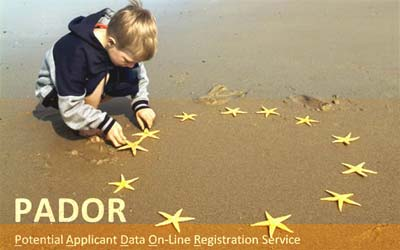 PADOR
Potential Applicant Data On-Line Registration Service